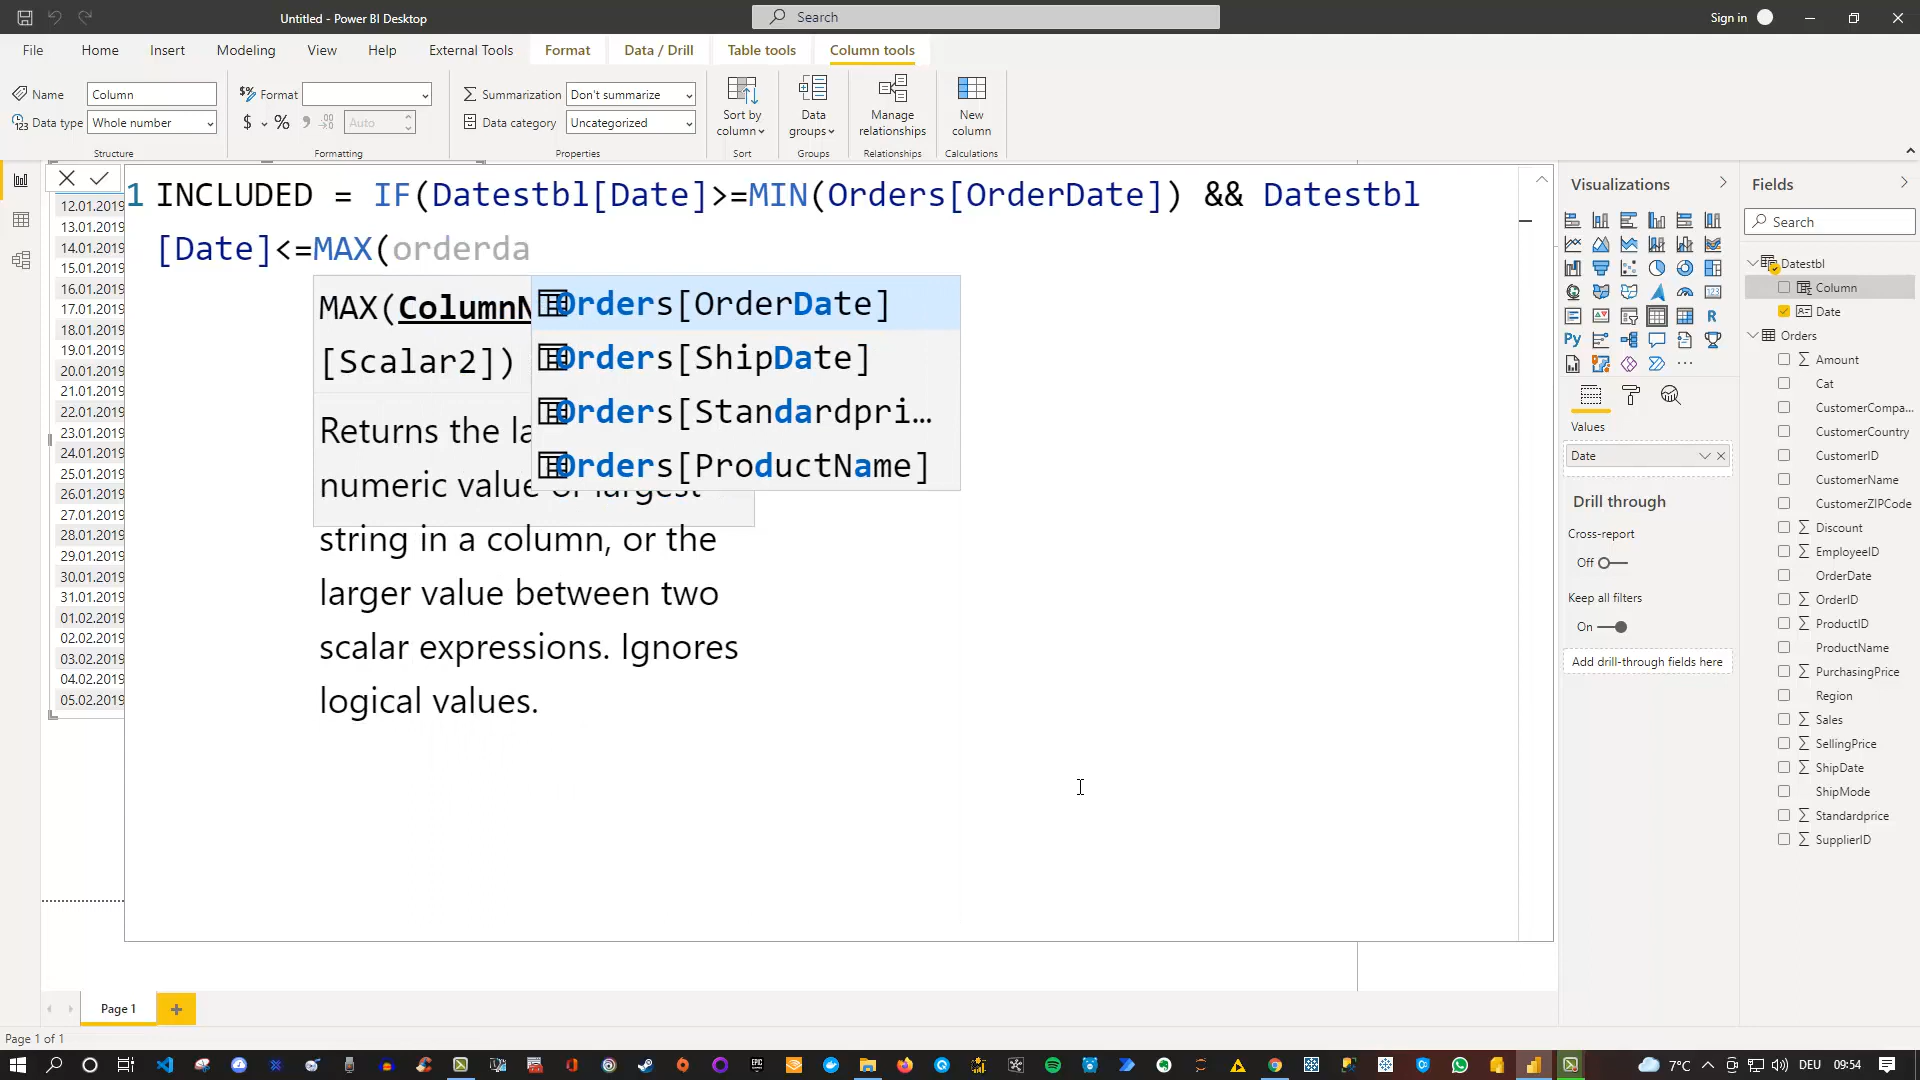 Untitled - Power BI Desktop
Search
Sign in
File
Home
Insert
Modeling
View
Help
External Tools
Format
Data / Drill
Table tools
Column tools
Name
Column
Data type
Whole number
Structure
Format
$
%
Auto
Formatting
Summarization
Don't summarize
Data category
Uncategorized
Properties
Sort by
column
Sort
Data
groups
Groups
Manage
relationships
Relationships
New
column
Calculations
1 INCLUDED = IF(Datestbl[Date]>=MIN(Orders[OrderDate]) && Datestbl
[Date]<=MAX(orderda
MAX(ColumnN
[Scalar2])
Orders[OrderDate]
Orders[ShipDate]
Orders[Standardpri…
Orders[ProductName]
Returns the la
numeric value or largest
string in a column, or the
larger value between two
scalar expressions. Ignores
logical values.
12.01.2019
13.01.2019
14.01.2019
15.01.2019
16.01.2019
17.01.2019
18.01.2019
19.01.2019
20.01.2019
21.01.2019
22.01.2019
23.01.2019
24.01.2019
25.01.2019
26.01.2019
27.01.2019
28.01.2019
29.01.2019
30.01.2019
31.01.2019
01.02.2019
02.02.2019
03.02.2019
04.02.2019
05.02.2019
Visualizations
Values
Date
Drill through
Cross-report
Off
Keep all filters
On
Add drill-through fields here
Fields
Search
Datestbl
Column
Date
Orders
Amount
Cat
CustomerCompa...
CustomerCountry
CustomerID
CustomerName
CustomerZIPCode
Discount
EmployeeID
OrderDate
OrderID
ProductID
ProductName
PurchasingPrice
Region
Sales
SellingPrice
ShipDate
ShipMode
Standardprice
SupplierID
Page 1
Page 1 of 1
7°C
DEU
09:54